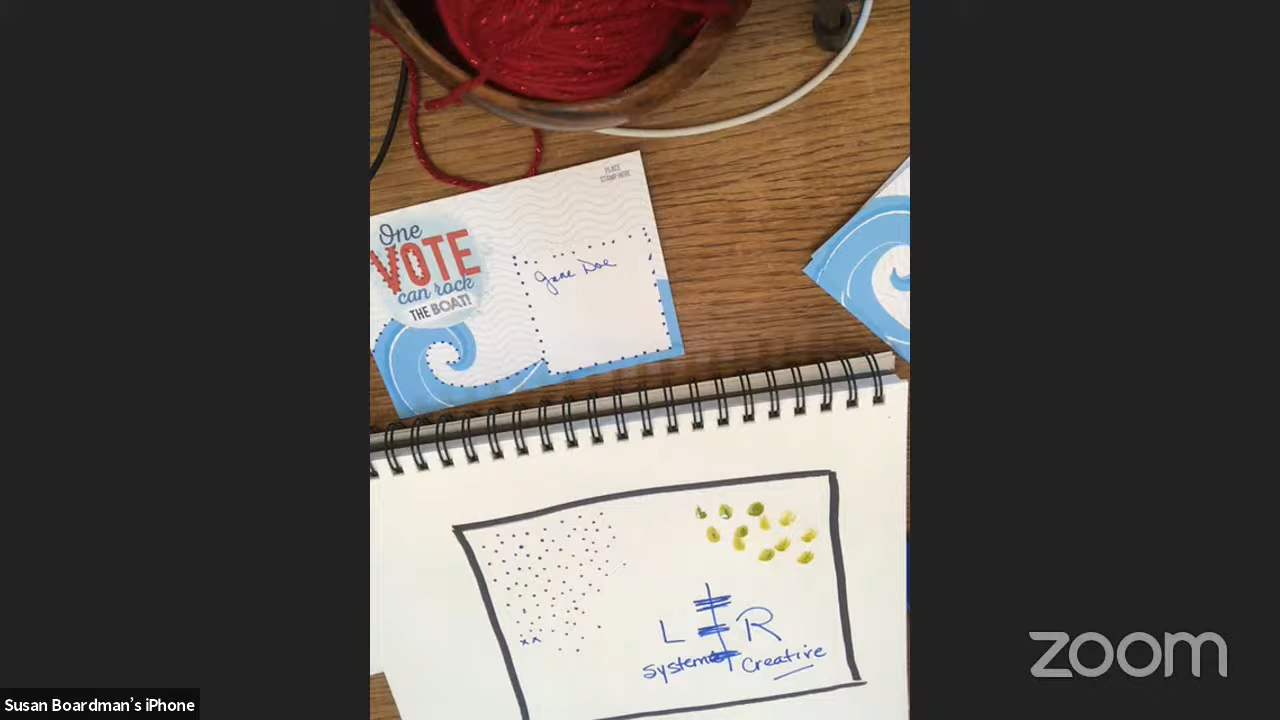 PLACE
STAMP HERE
One
VOTE
can rock
THE BOAT!
Jane Doe
L R
systems Creative
zoom
Susan Boardman's iPhone